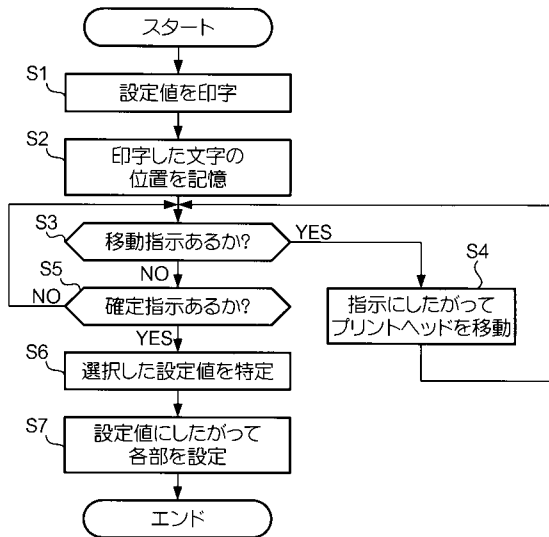 スタート
S1
設定値を印字
S2
印字した文字の
位置を記憶
S3
移動指示あるか?
YES
S4
指示にしたがって
プリントヘッドを移動
NO
S5
確定指示あるか?
NO
YES
S6
選択した設定値を特定
S7
設定値にしたがって
各部を設定
エンド